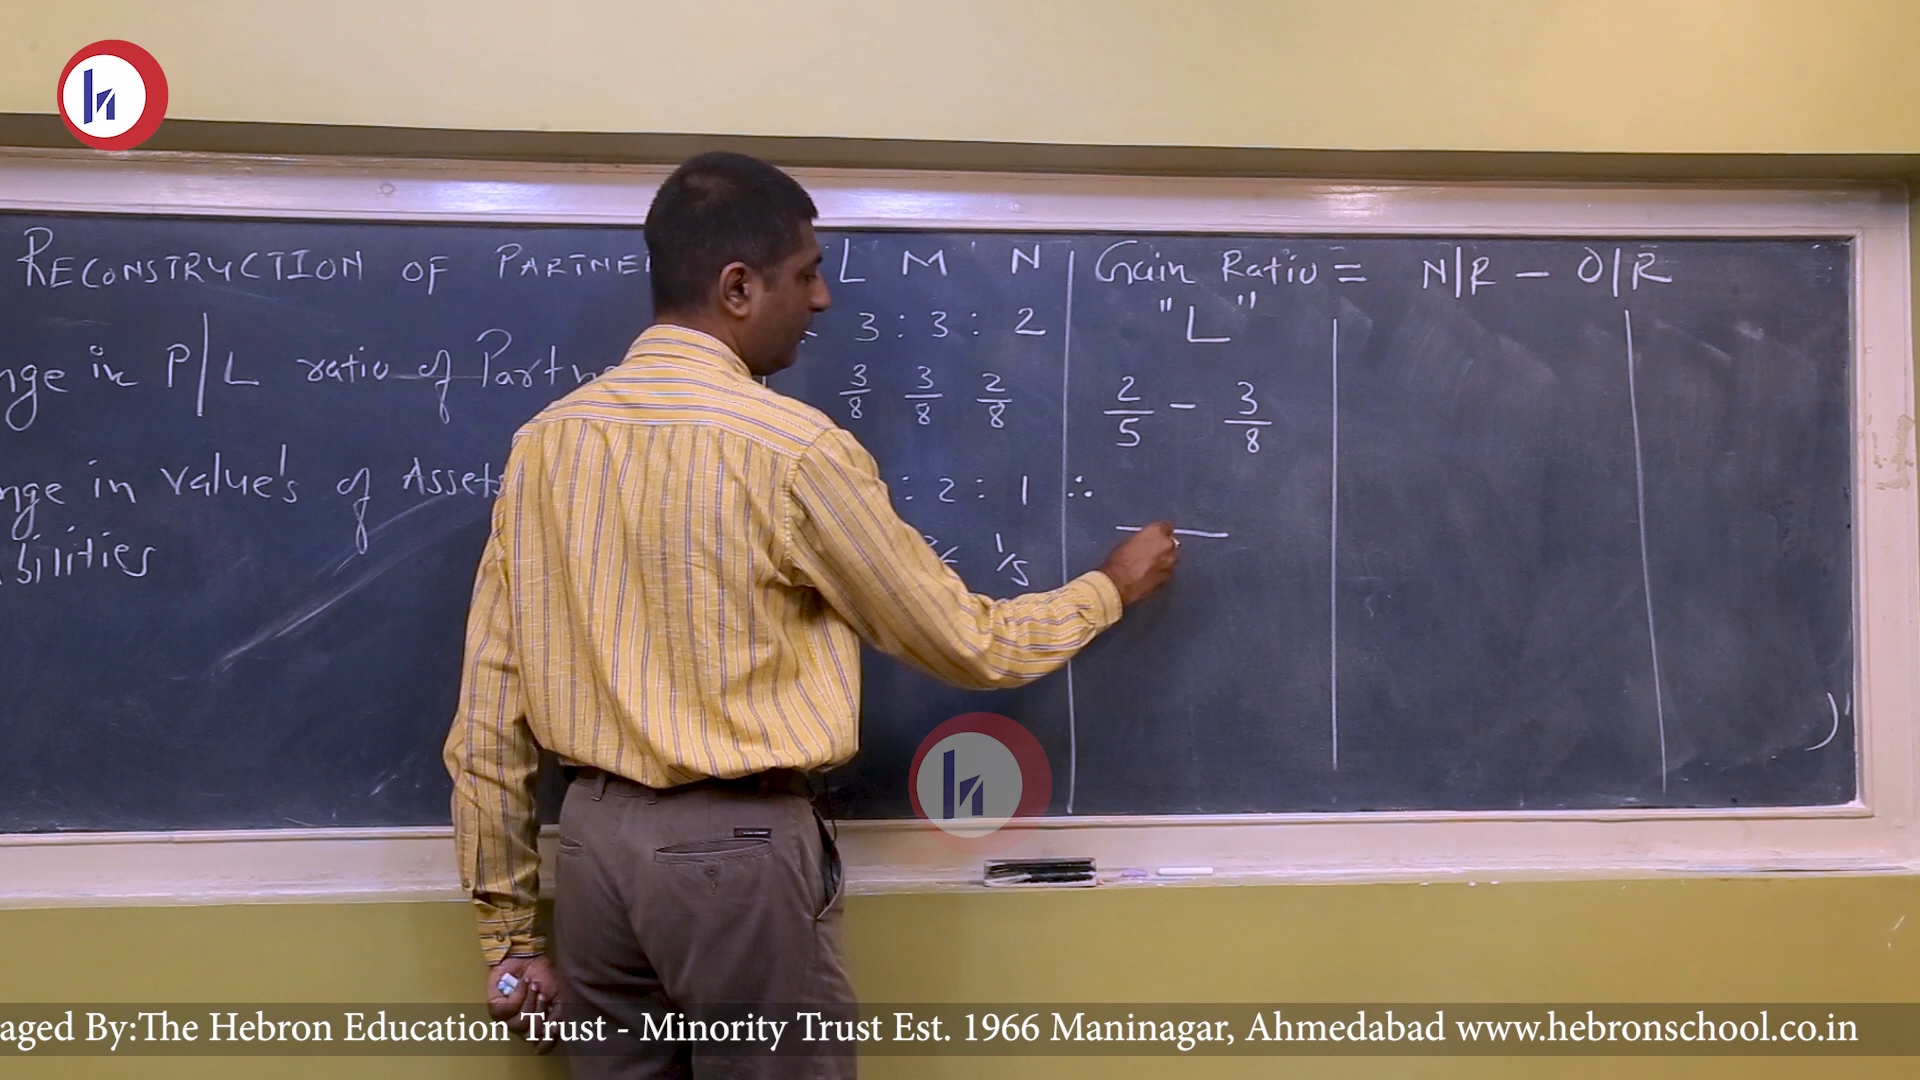 RECONSTRUCTION OF PARTNE
nge in P/L ratio of Partn
nge in value's of Assets
bilities
L M N
3 : 3 : 2
3/8 3/8 2/8
: 2 : 1
1/5
Gain Ratio = N/R - O/R
"L"
2/5 - 3/8
∴
aged By:The Hebron Education Trust - Minority Trust Est. 1966 Maninagar, Ahmedabad www.hebronschool.co.in